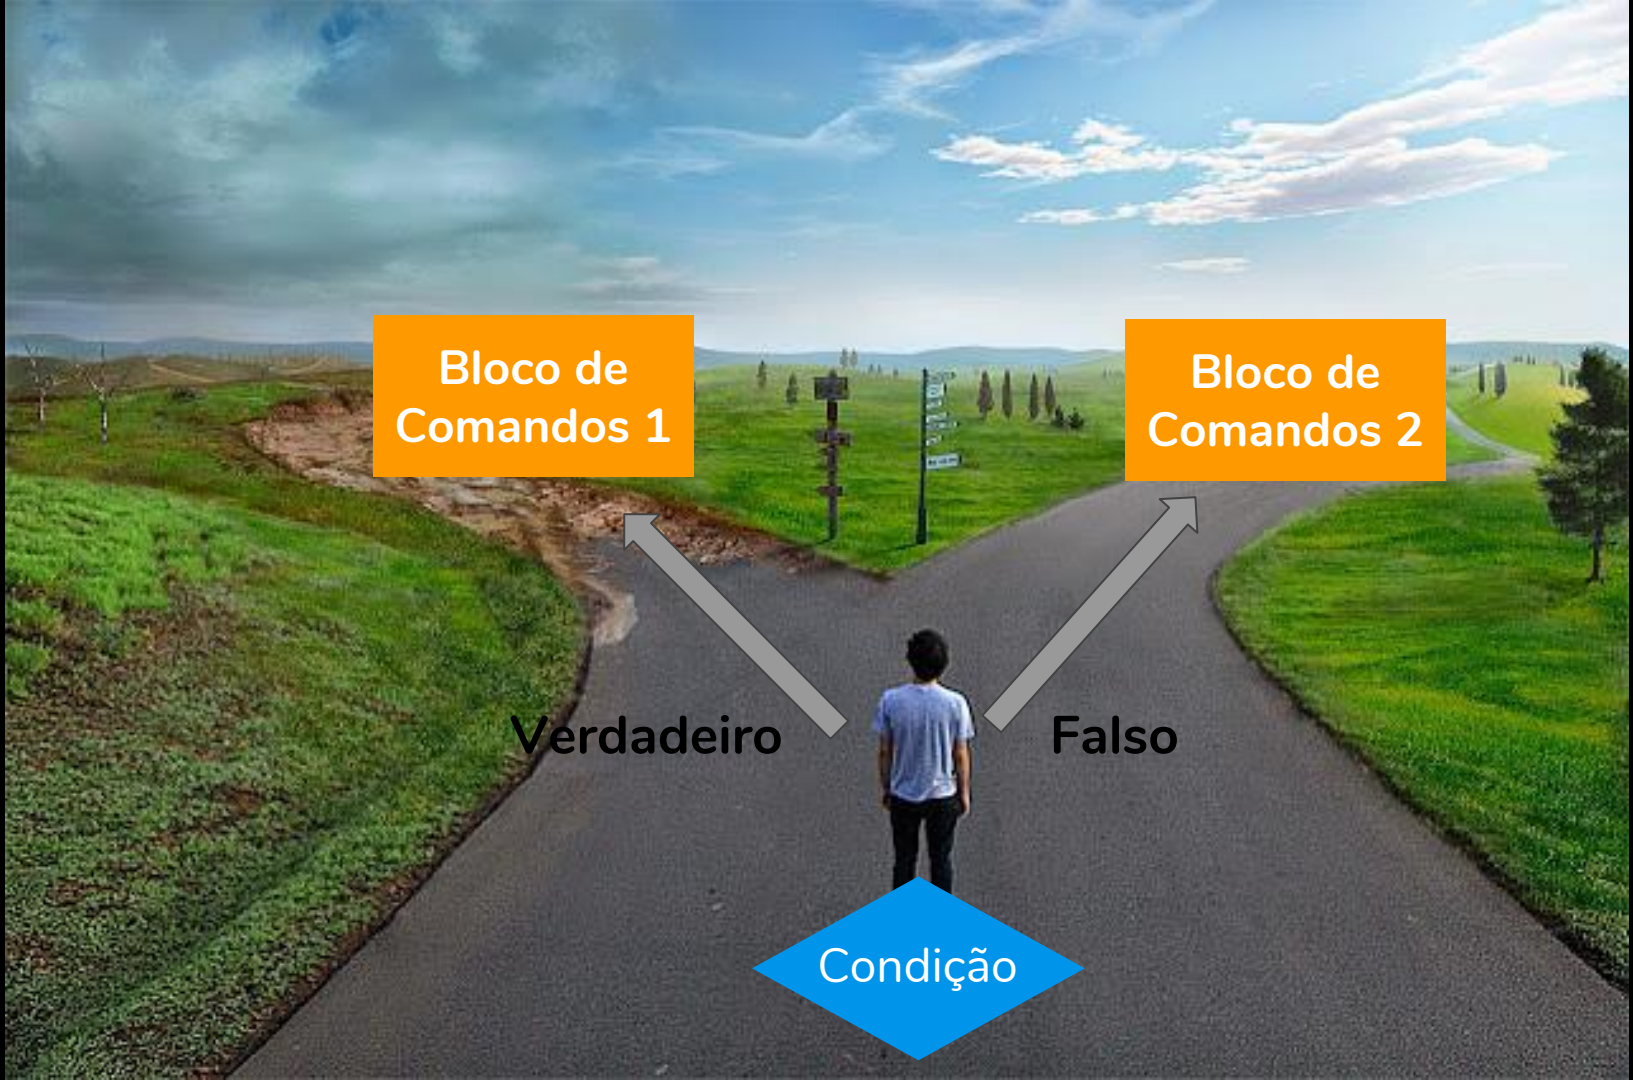 Bloco de
Comandos 1
Bloco de
Comandos 2
Verdadeiro
Falso
Condição